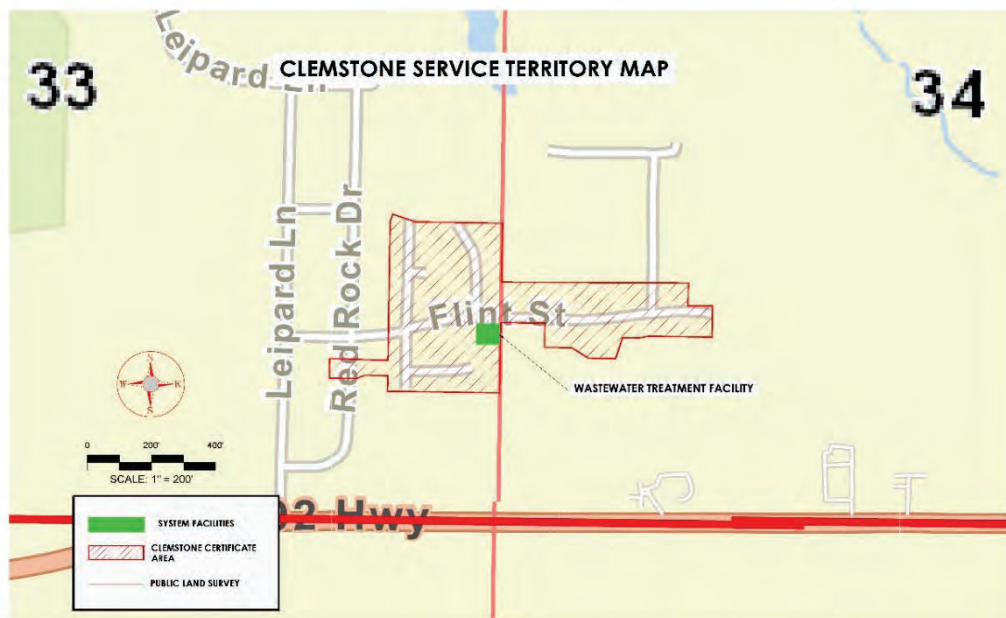 33
34
Leipard Ln
CLEMSTONE SERVICE TERRITORY MAP
Leipard Ln
Red Rock Dr
Flint St
WASTEWATER TREATMENT FACILITY
N
W
E
S
0 200' 400'
SCALE: 1" = 200'
SYSTEM FACILITIES
CLEMSTONE CERTIFICATE
AREA
PUBLIC LAND SURVEY
02 Hwy